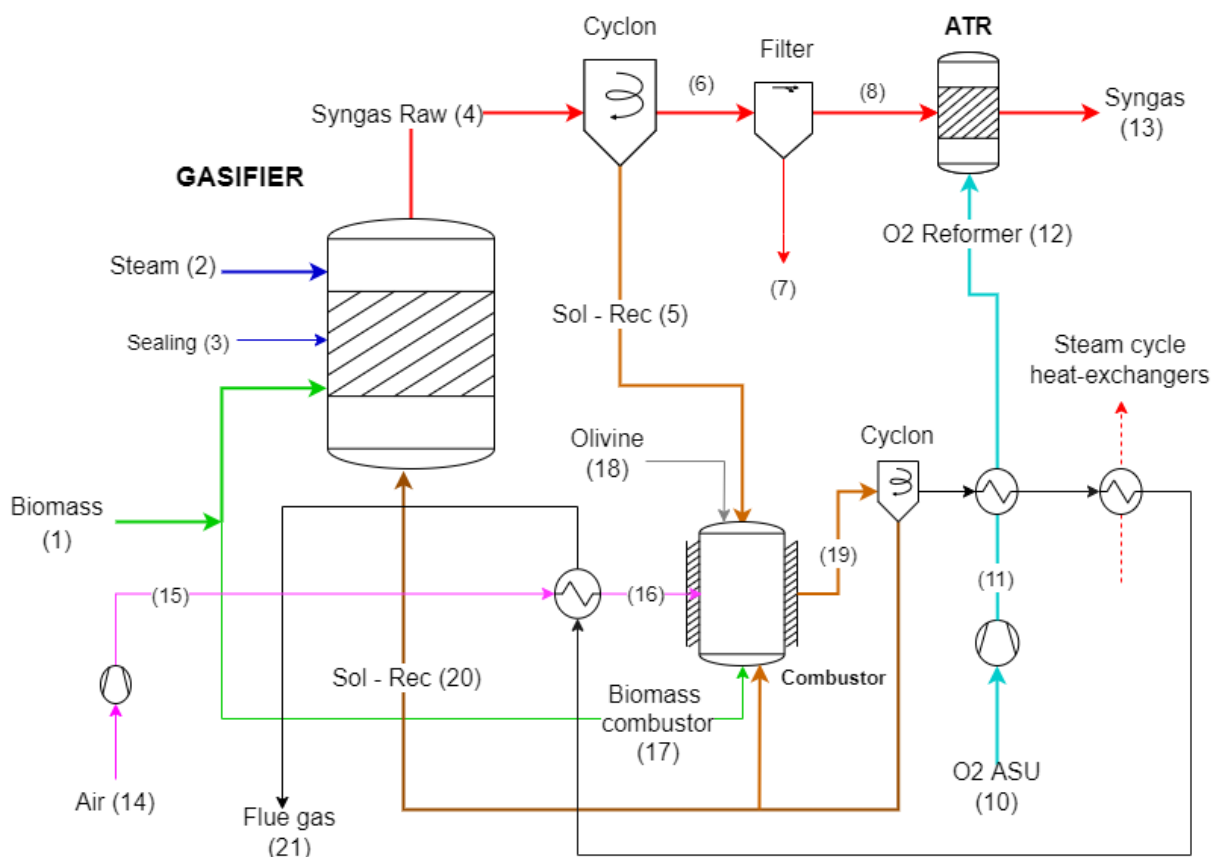 Cyclon
Filter
ATR
Syngas Raw (4)
(6)
(8)
Syngas
(13)
GASIFIER
Steam (2)
O2 Reformer (12)
(7)
Sol - Rec (5)
Sealing (3)
Steam cycle
heat-exchangers
Olivine
(18)
Cyclon
Biomass
(1)
(19)
(11)
(15)
(16)
Sol - Rec (20)
Combustor
Biomass
combustor
(17)
O2 ASU
(10)
Air (14)
Flue gas
(21)